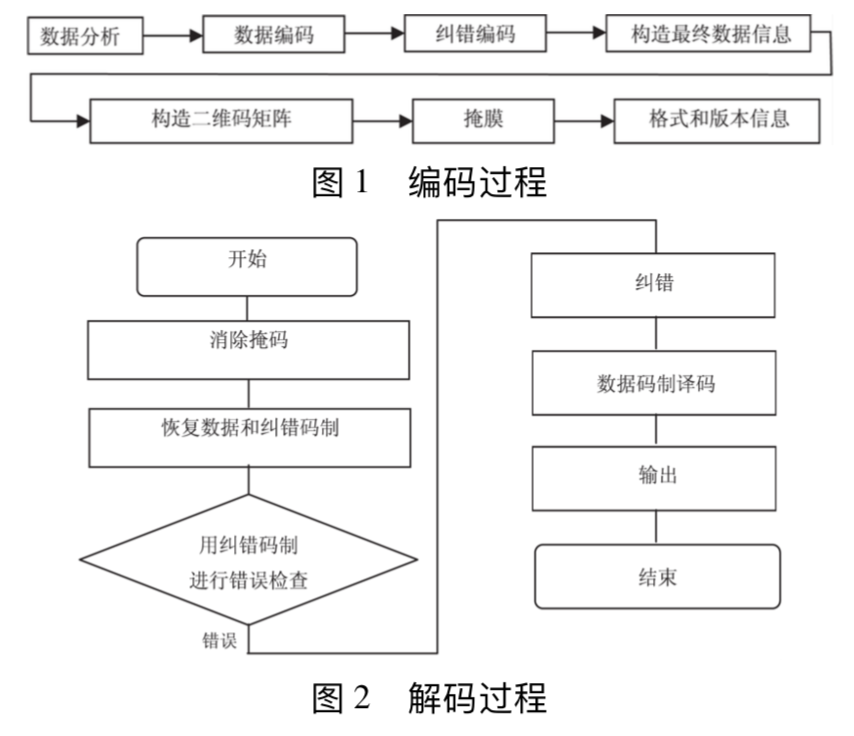 数据分析
数据编码
纠错编码
构造最终数据信息
构造二维码矩阵
掩膜
格式和版本信息
图 1 编码过程
开始
消除掩码
恢复数据和纠错码制
用纠错码制
进行错误检查
错误
纠错
数据码制译码
输出
结束
图 2 解码过程